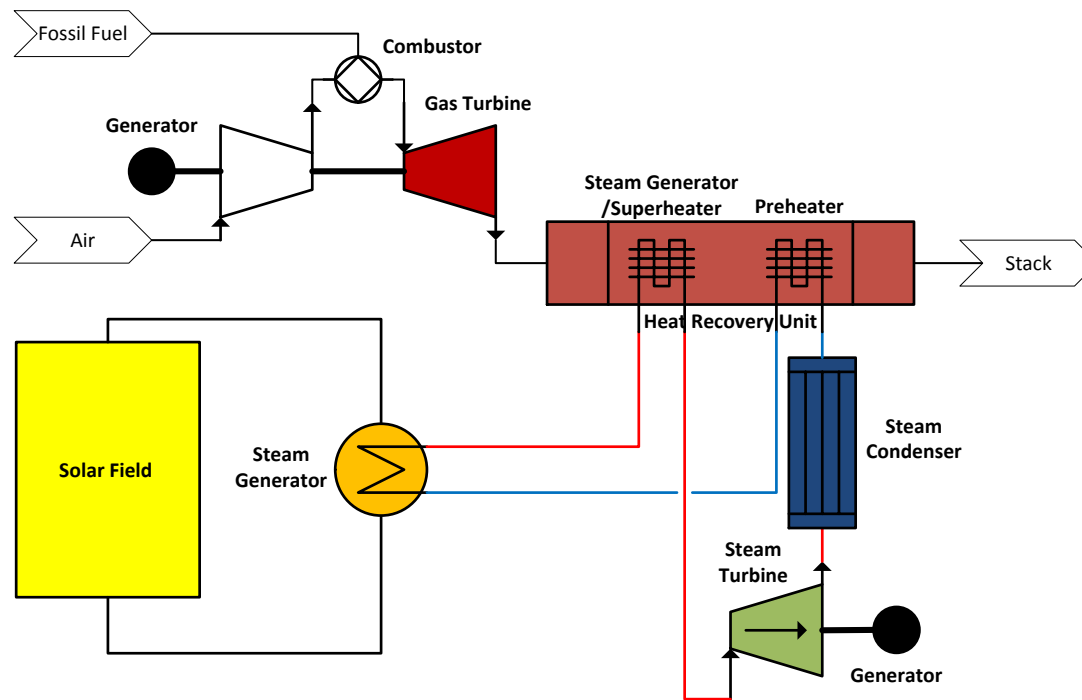 Fossil Fuel
Combustor
Gas Turbine
Generator
Air
Steam Generator
/Superheater
Preheater
Stack
Heat Recovery Unit
Solar Field
Steam
Generator
Steam
Condenser
Steam
Turbine
Generator